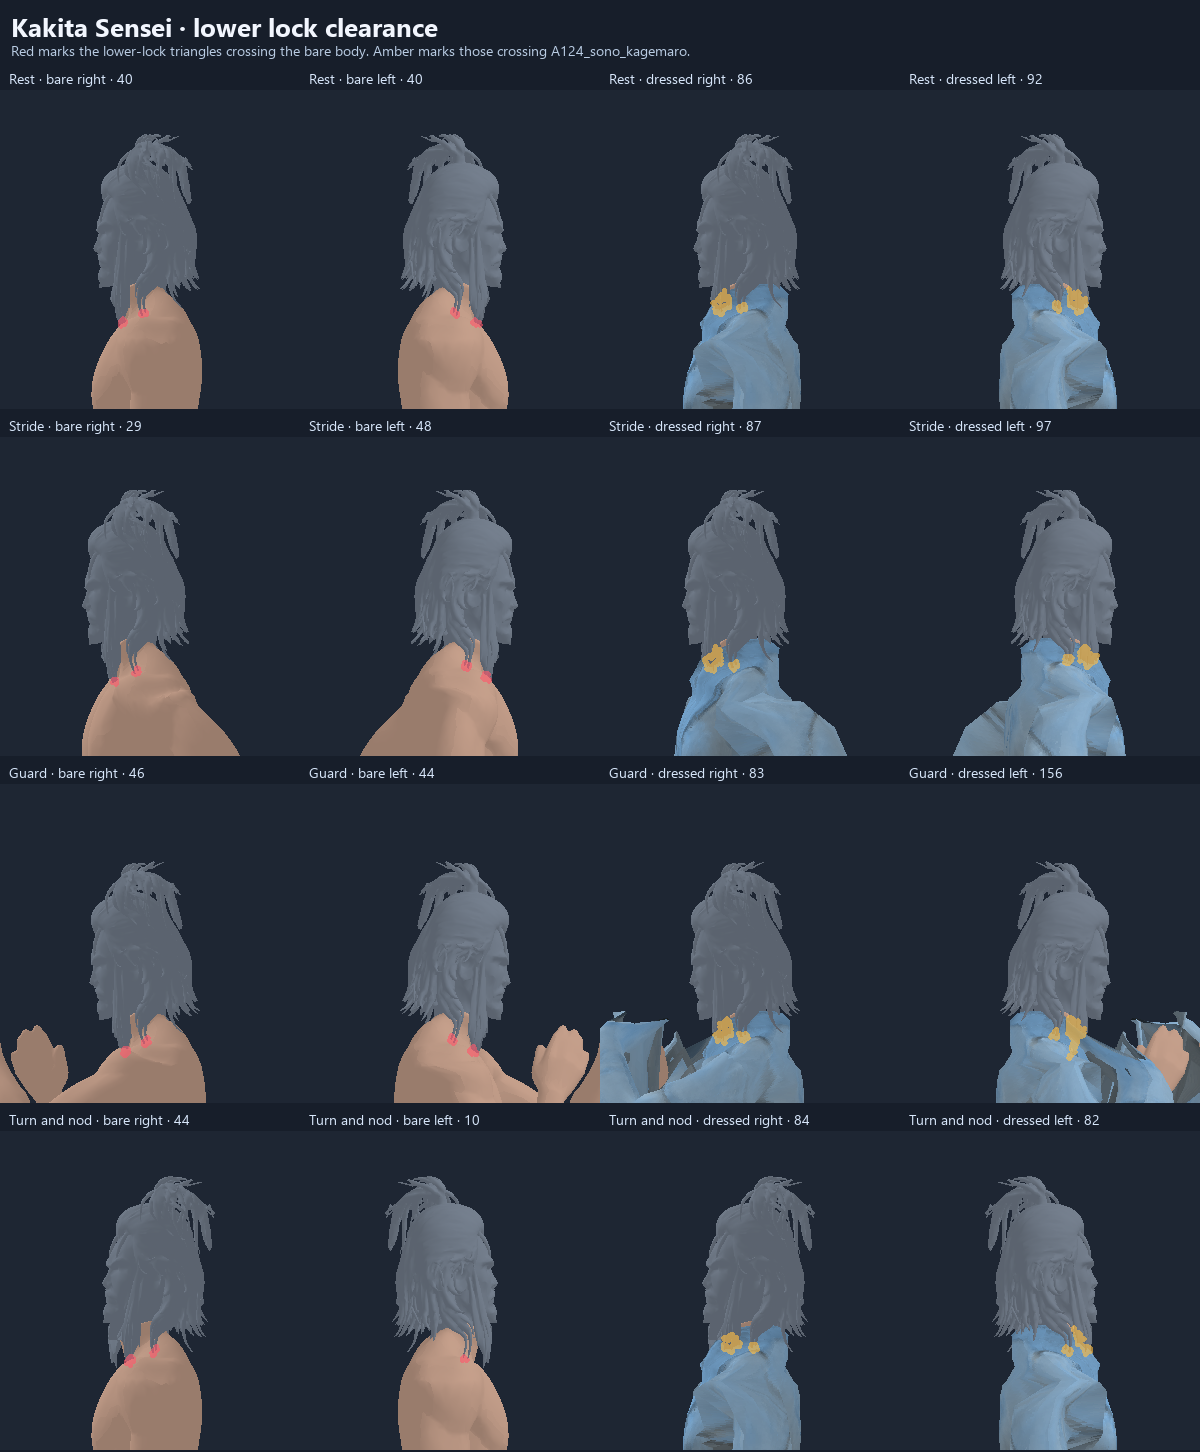 Kakita Sensei · lower lock clearance
Red marks the lower-lock triangles crossing the bare body. Amber marks those crossing A124_sono_kagemaro.
Rest · bare right · 40
Rest · bare left · 40
Rest · dressed right · 86
Rest · dressed left · 92
Stride · bare right · 29
Stride · bare left · 48
Stride · dressed right · 87
Stride · dressed left · 97
Guard · bare right · 46
Guard · bare left · 44
Guard · dressed right · 83
Guard · dressed left · 156
Turn and nod · bare right · 44
Turn and nod · bare left · 10
Turn and nod · dressed right · 84
Turn and nod · dressed left · 82